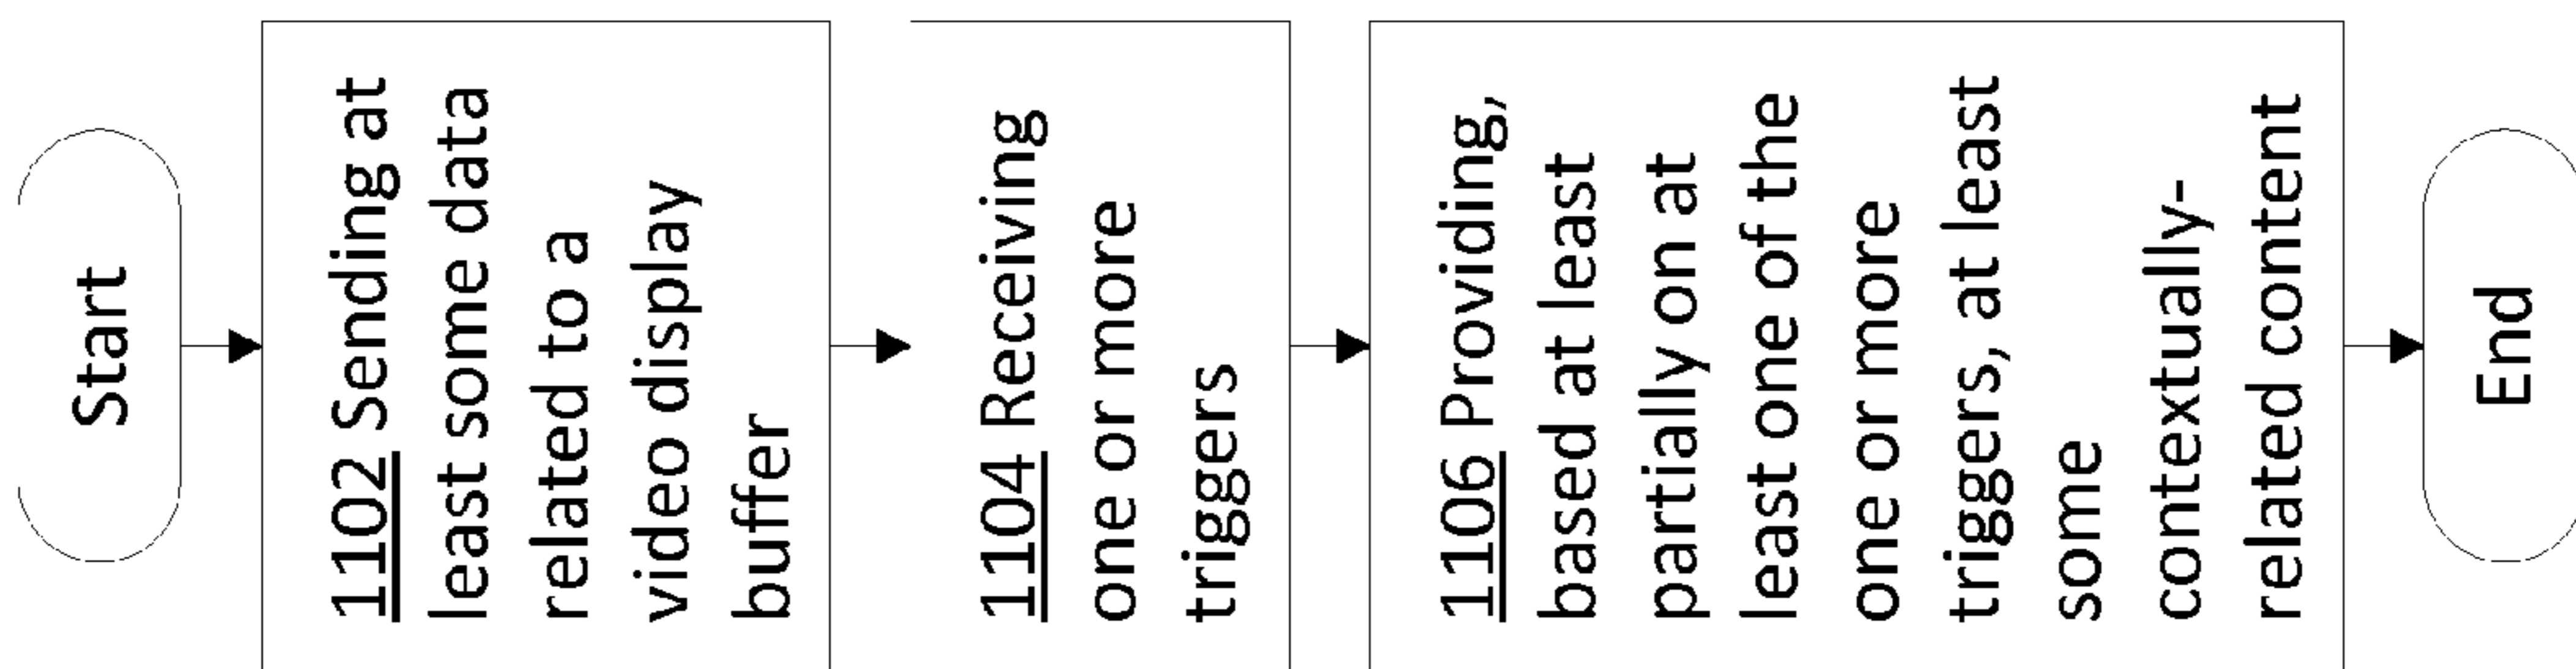 Start
1102 Sending at
least some data
related to a
video display
buffer
1104 Receiving
one or more
triggers
1106 Providing,
based at least
partially on at
least one of the
one or more
triggers, at least
some
contextually-
related content
End